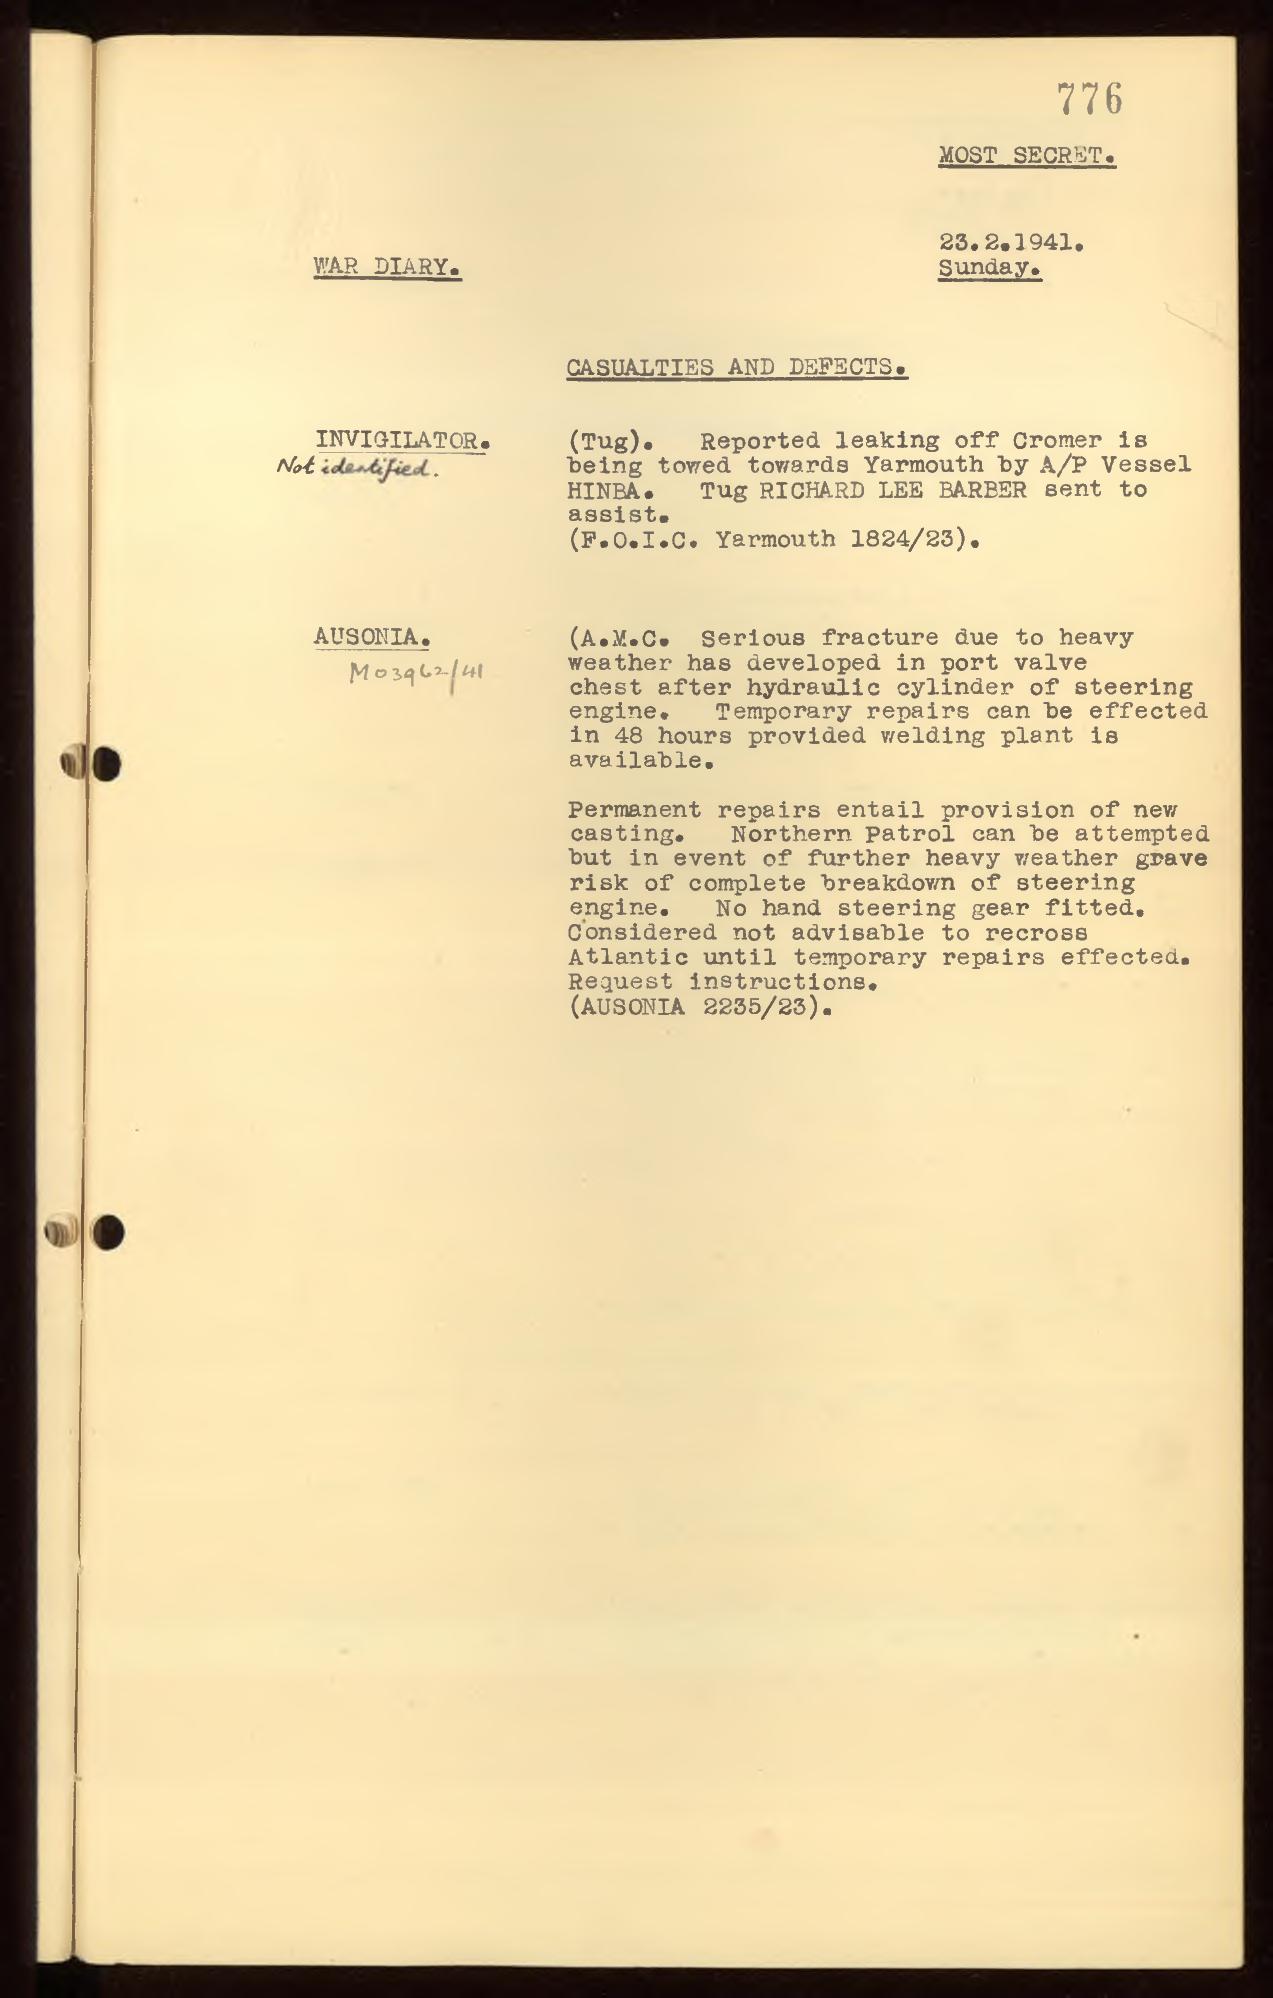 776
MOST SECRET.
23.2.1941.
WAR DIARY.
Sunday.
CASUALTIES AND DEFECTS.
INVIGILATOR.
Not identified.
(Tug). Reported leaking off Cromer is
being towed towards Yarmouth by A/P Vessel
HINBA. Tug RICHARD LEE BARBER sent to
assist.
(F.O.I.C. Yarmouth 1824/23).
AUSONIA.
M03962/41
(A.M.C. Serious fracture due to heavy
weather has developed in port valve
chest after hydraulic cylinder of steering
engine. Temporary repairs can be effected
in 48 hours provided welding plant is
available.
Permanent repairs entail provision of new
casting. Northern Patrol can be attempted
but in event of further heavy weather grave
risk of complete breakdown of steering
engine. No hand steering gear fitted.
Considered not advisable to recross
Atlantic until temporary repairs effected.
Request instructions.
(AUSONIA 2235/23).